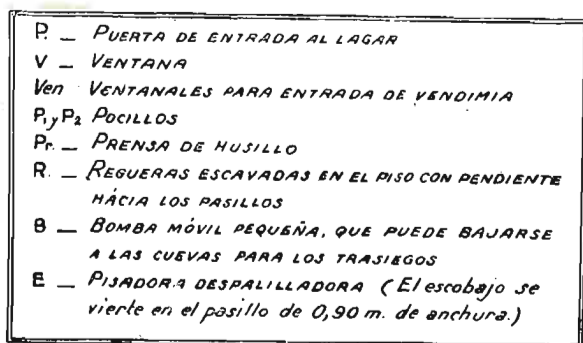 P. — PUERTA DE ENTRADA AL LAGAR
V — VENTANA
Ven VENTANALES PARA ENTRADA DE VENDIMIA
P₁ y P₂ POCILLOS
Pr. — PRENSA DE HUSILLO
R. — REGUERAS ESCAVADAS EN EL PISO CON PENDIENTE
HÁCIA LOS PASILLOS
B — BOMBA MÓVIL PEQUEÑA, QUE PUEDE BAJARSE
A LAS CUEVAS PARA LOS TRASIEGOS
E — PISADORA DESPALILLADORA (El escobajo se
vierte en el pasillo de 0,90 m. de anchura.)